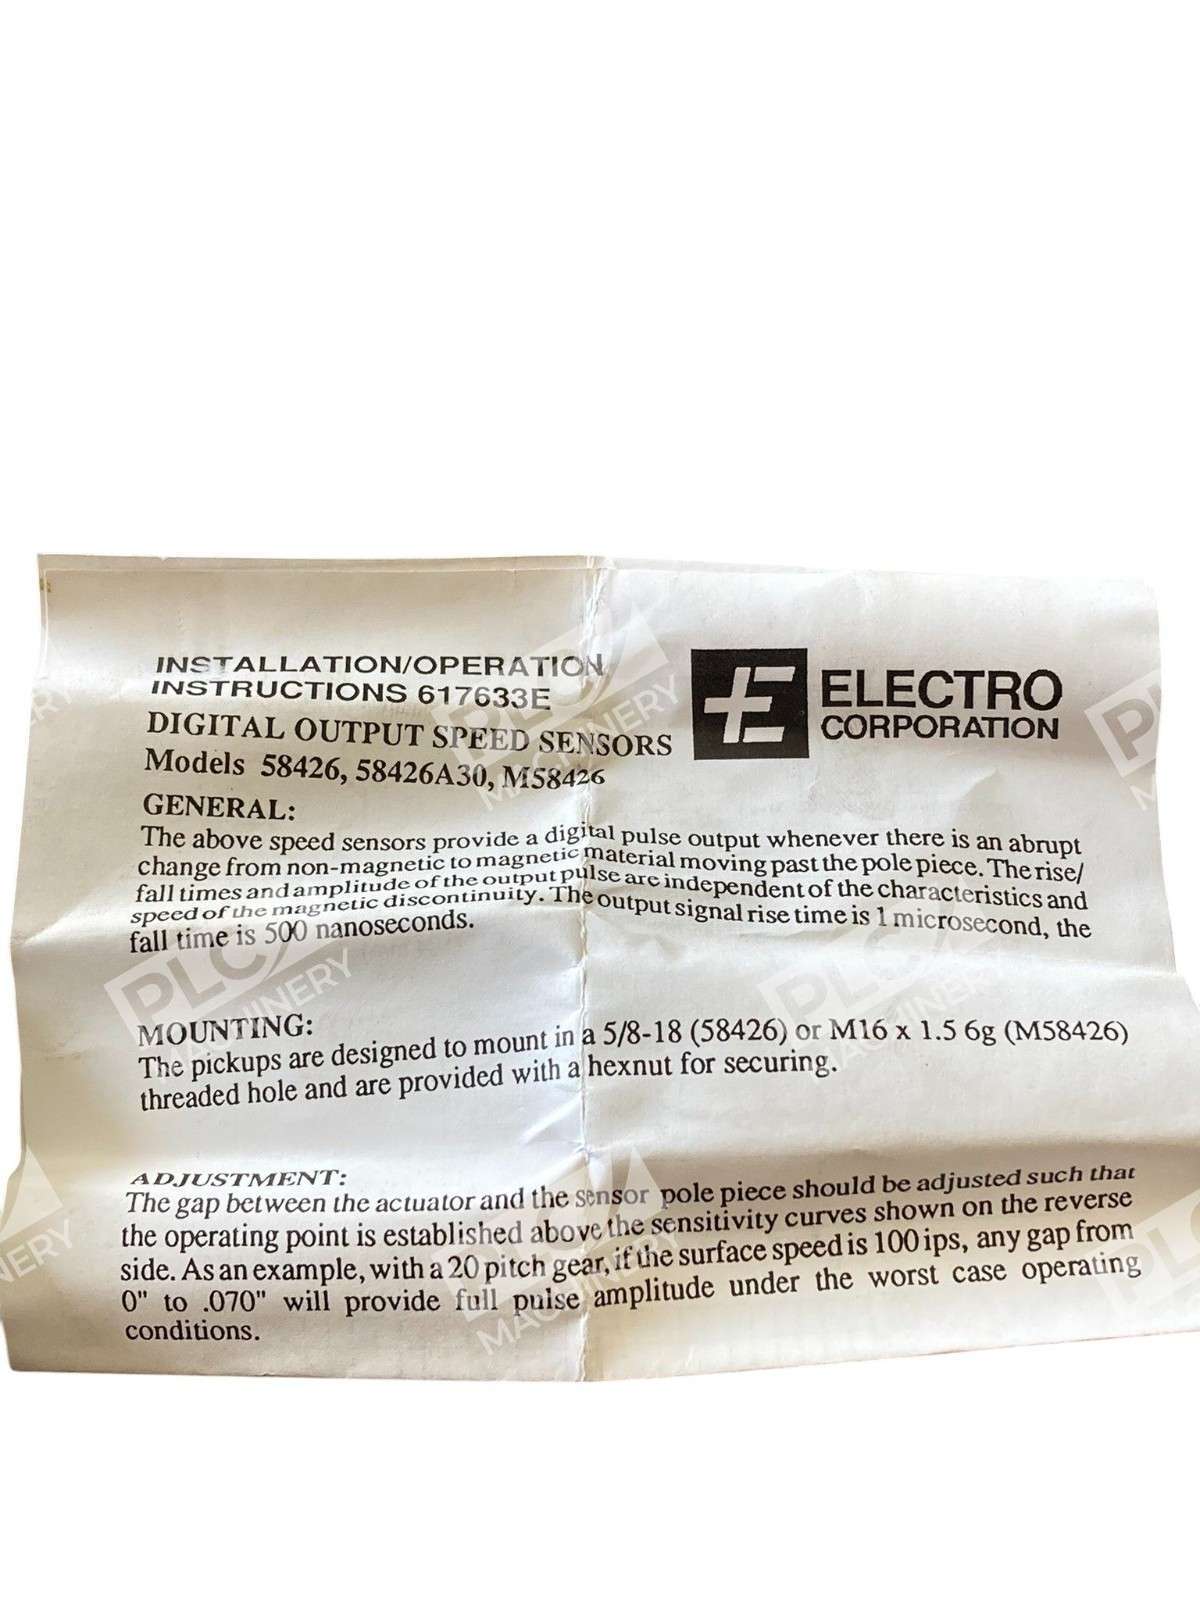 INSTALLATION/OPERATION
INSTRUCTIONS 617633E
DIGITAL OUTPUT SPEED SENSORS
Models 58426, 58426A30, M58426
ELECTRO
CORPORATION
GENERAL:
The above speed sensors provide a digital pulse output whenever there is an abrupt
change from non-magnetic to magnetic material moving past the pole piece. The rise/
fall times and amplitude of the output pulse are independent of the characteristics and
speed of the magnetic discontinuity. The output signal rise time is 1 microsecond, the
fall time is 500 nanoseconds.
MOUNTING:
The pickups are designed to mount in a 5/8-18 (58426) or M16 x 1.5 6g (M58426)
threaded hole and are provided with a hexnut for securing.
ADJUSTMENT:
The gap between the actuator and the sensor pole piece should be adjusted such that
the operating point is established above the sensitivity curves shown on the reverse
side. As an example, with a 20 pitch gear, if the surface speed is 100 ips, any gap from
0" to .070" will provide full pulse amplitude under the worst case operating
conditions.
PLC
MACHINERY